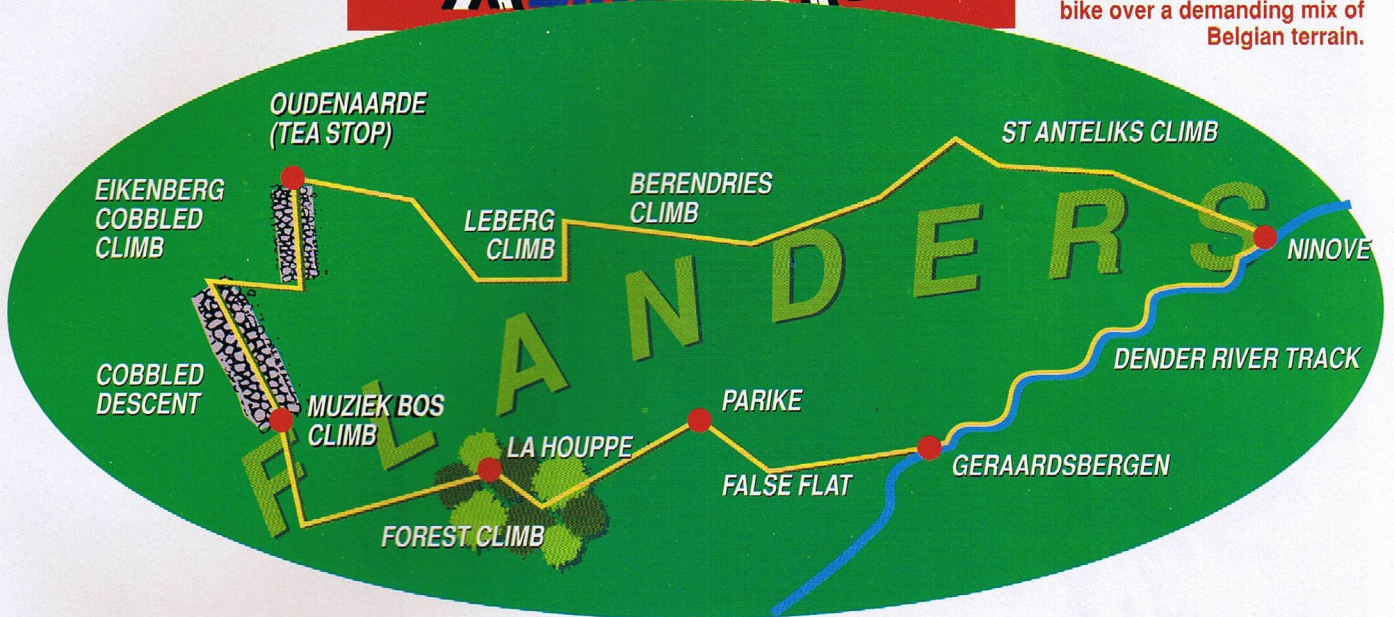 bike over a demanding mix of
Belgian terrain.
OUDENAARDE
(TEA STOP)
ST ANTELIKS CLIMB
EIKENBERG
COBBLED
CLIMB
BERENDRIES
CLIMB
LEBERG
CLIMB
NINOVE
FLANDERS
DENDER RIVER TRACK
COBBLED
DESCENT
MUZIEK BOS
CLIMB
PARIKE
LA HOUPPE
GERAARDSBERGEN
FALSE FLAT
FOREST CLIMB